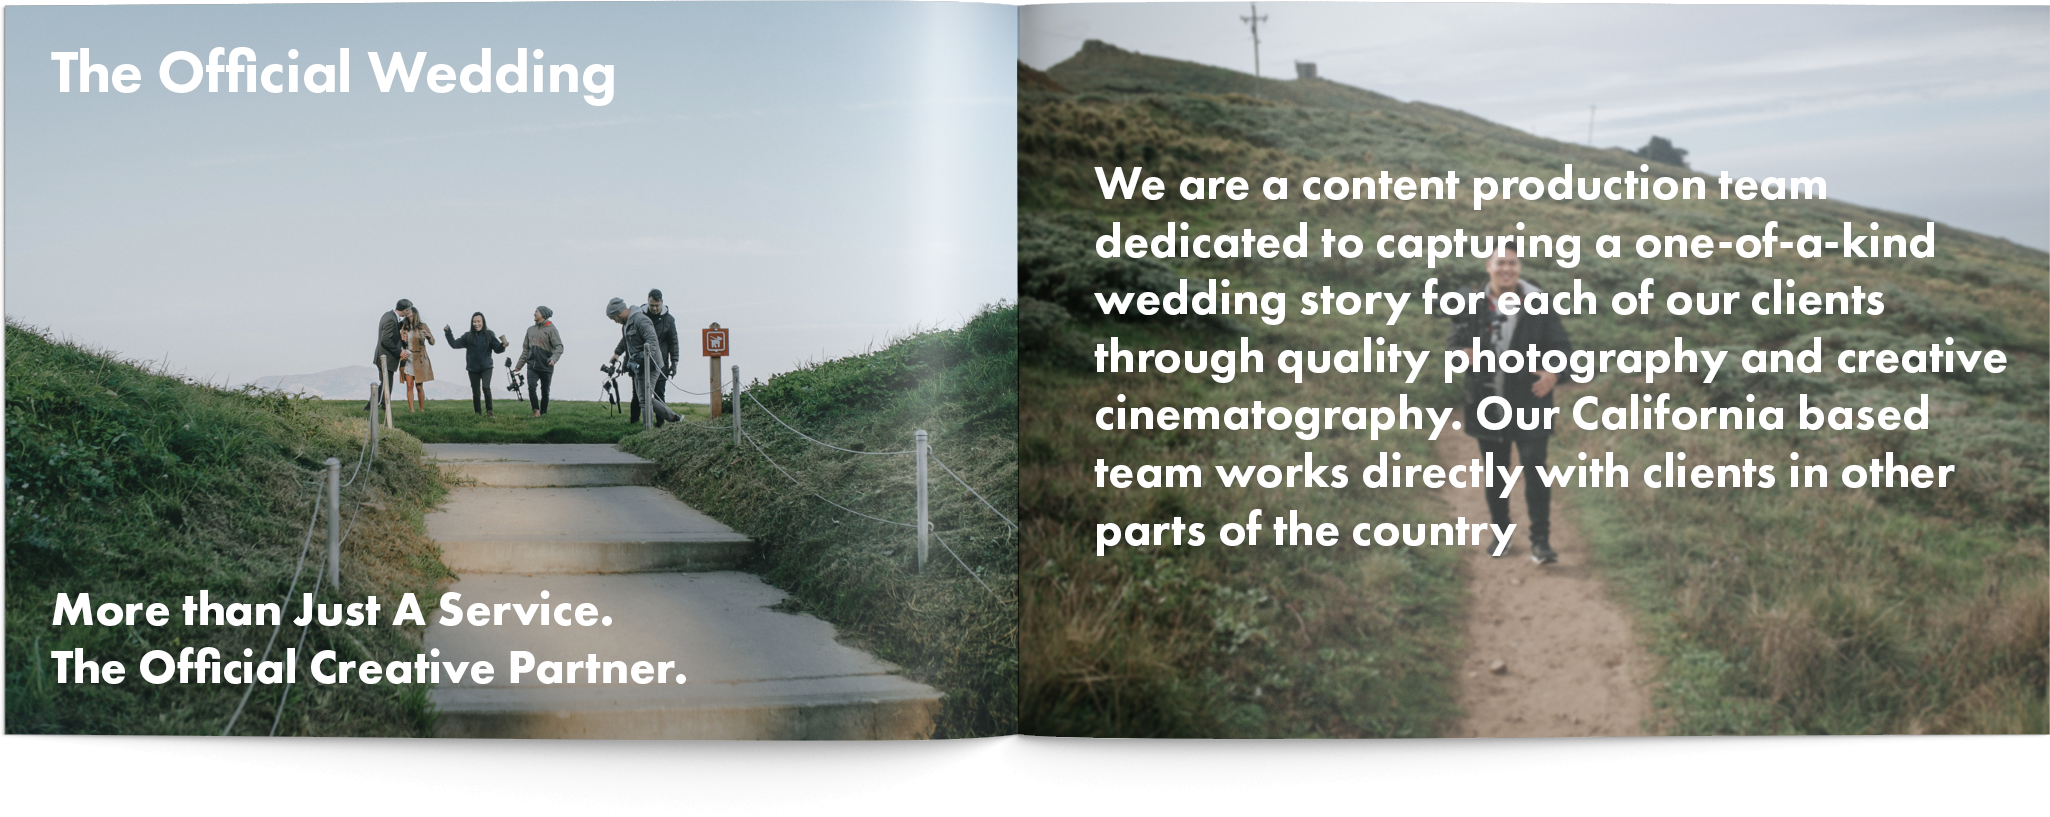 The Official Wedding
More than Just A Service.
The Official Creative Partner.
We are a content production team
dedicated to capturing a one-of-a-kind
wedding story for each of our clients
through quality photography and creative
cinematography. Our California based
team works directly with clients in other
parts of the country